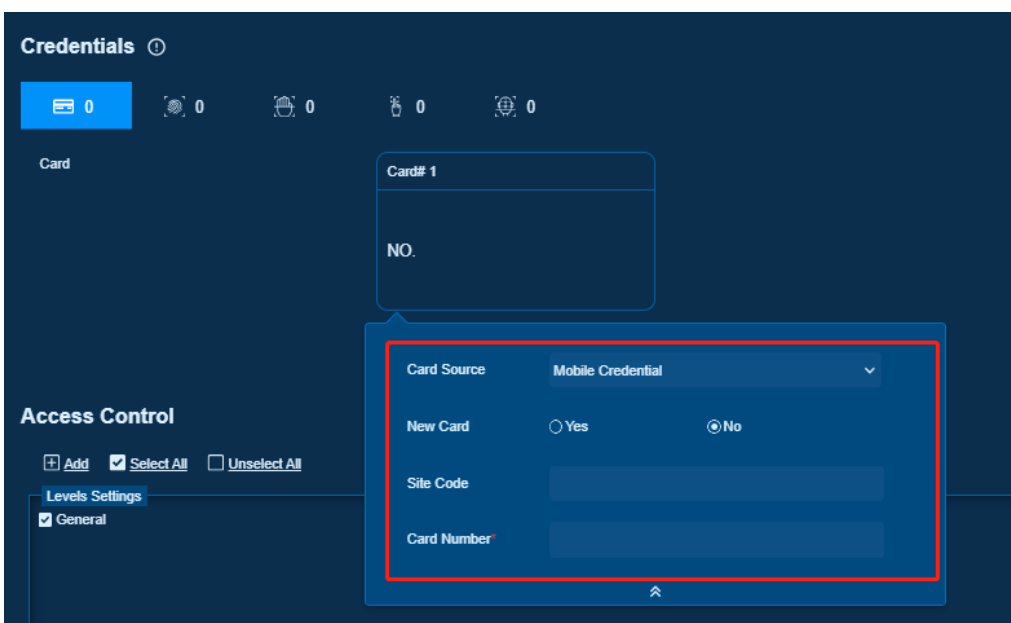 Credentials
0 0 0 0 0
Card
Card# 1
NO.
Card Source Mobile Credential
New Card Yes No
Site Code
Card Number*
Access Control
Add Select All Unselect All
Levels Settings
General